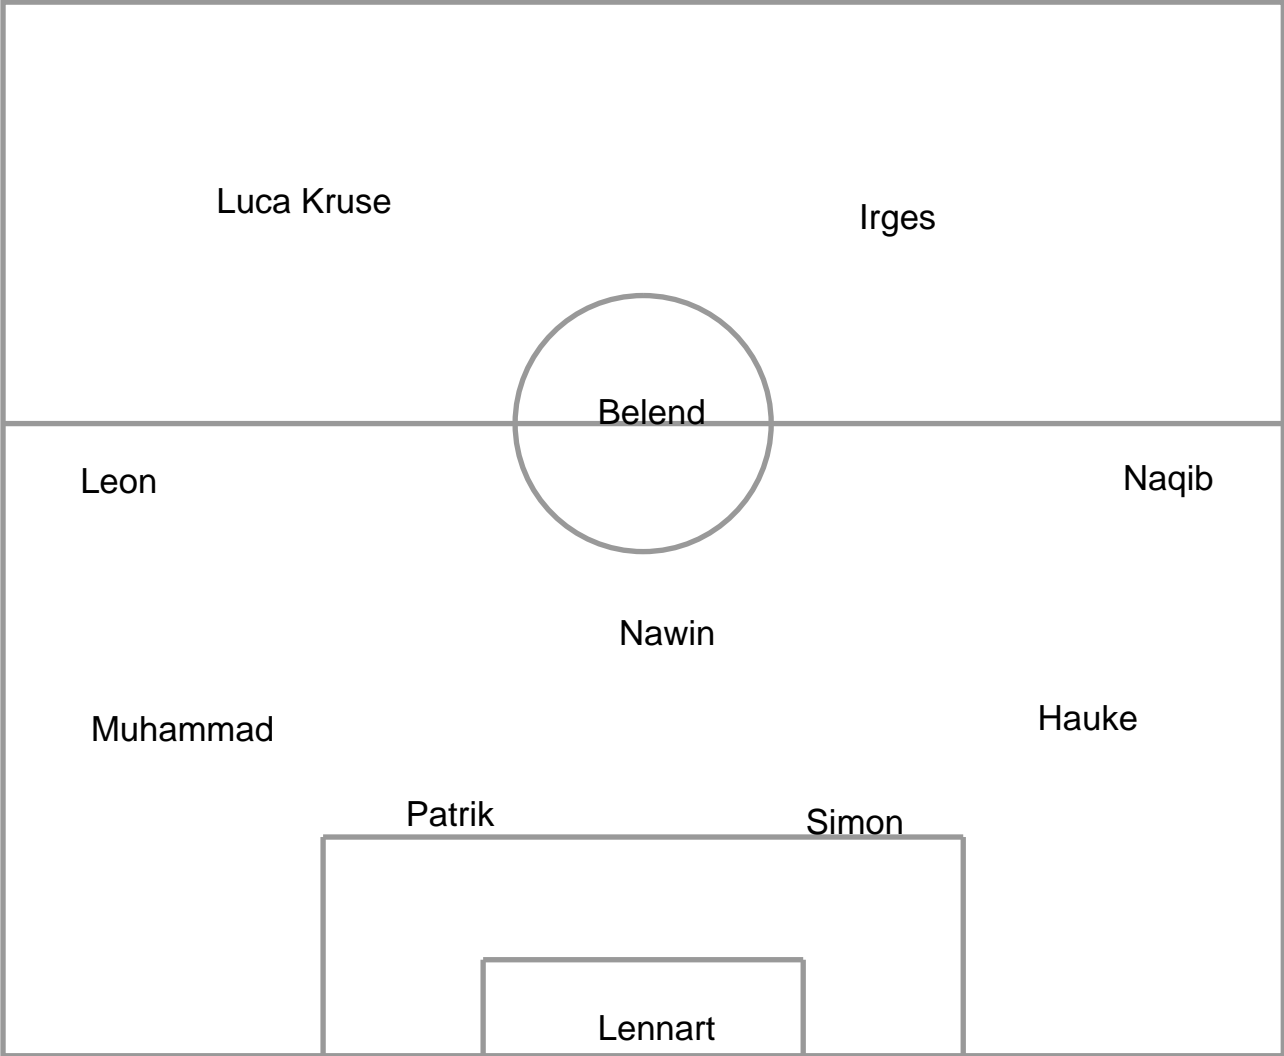 Luca Kruse
Irges
Belend
Leon
Naqib
Nawin
Muhammad
Hauke
Patrik
Simon
Lennart